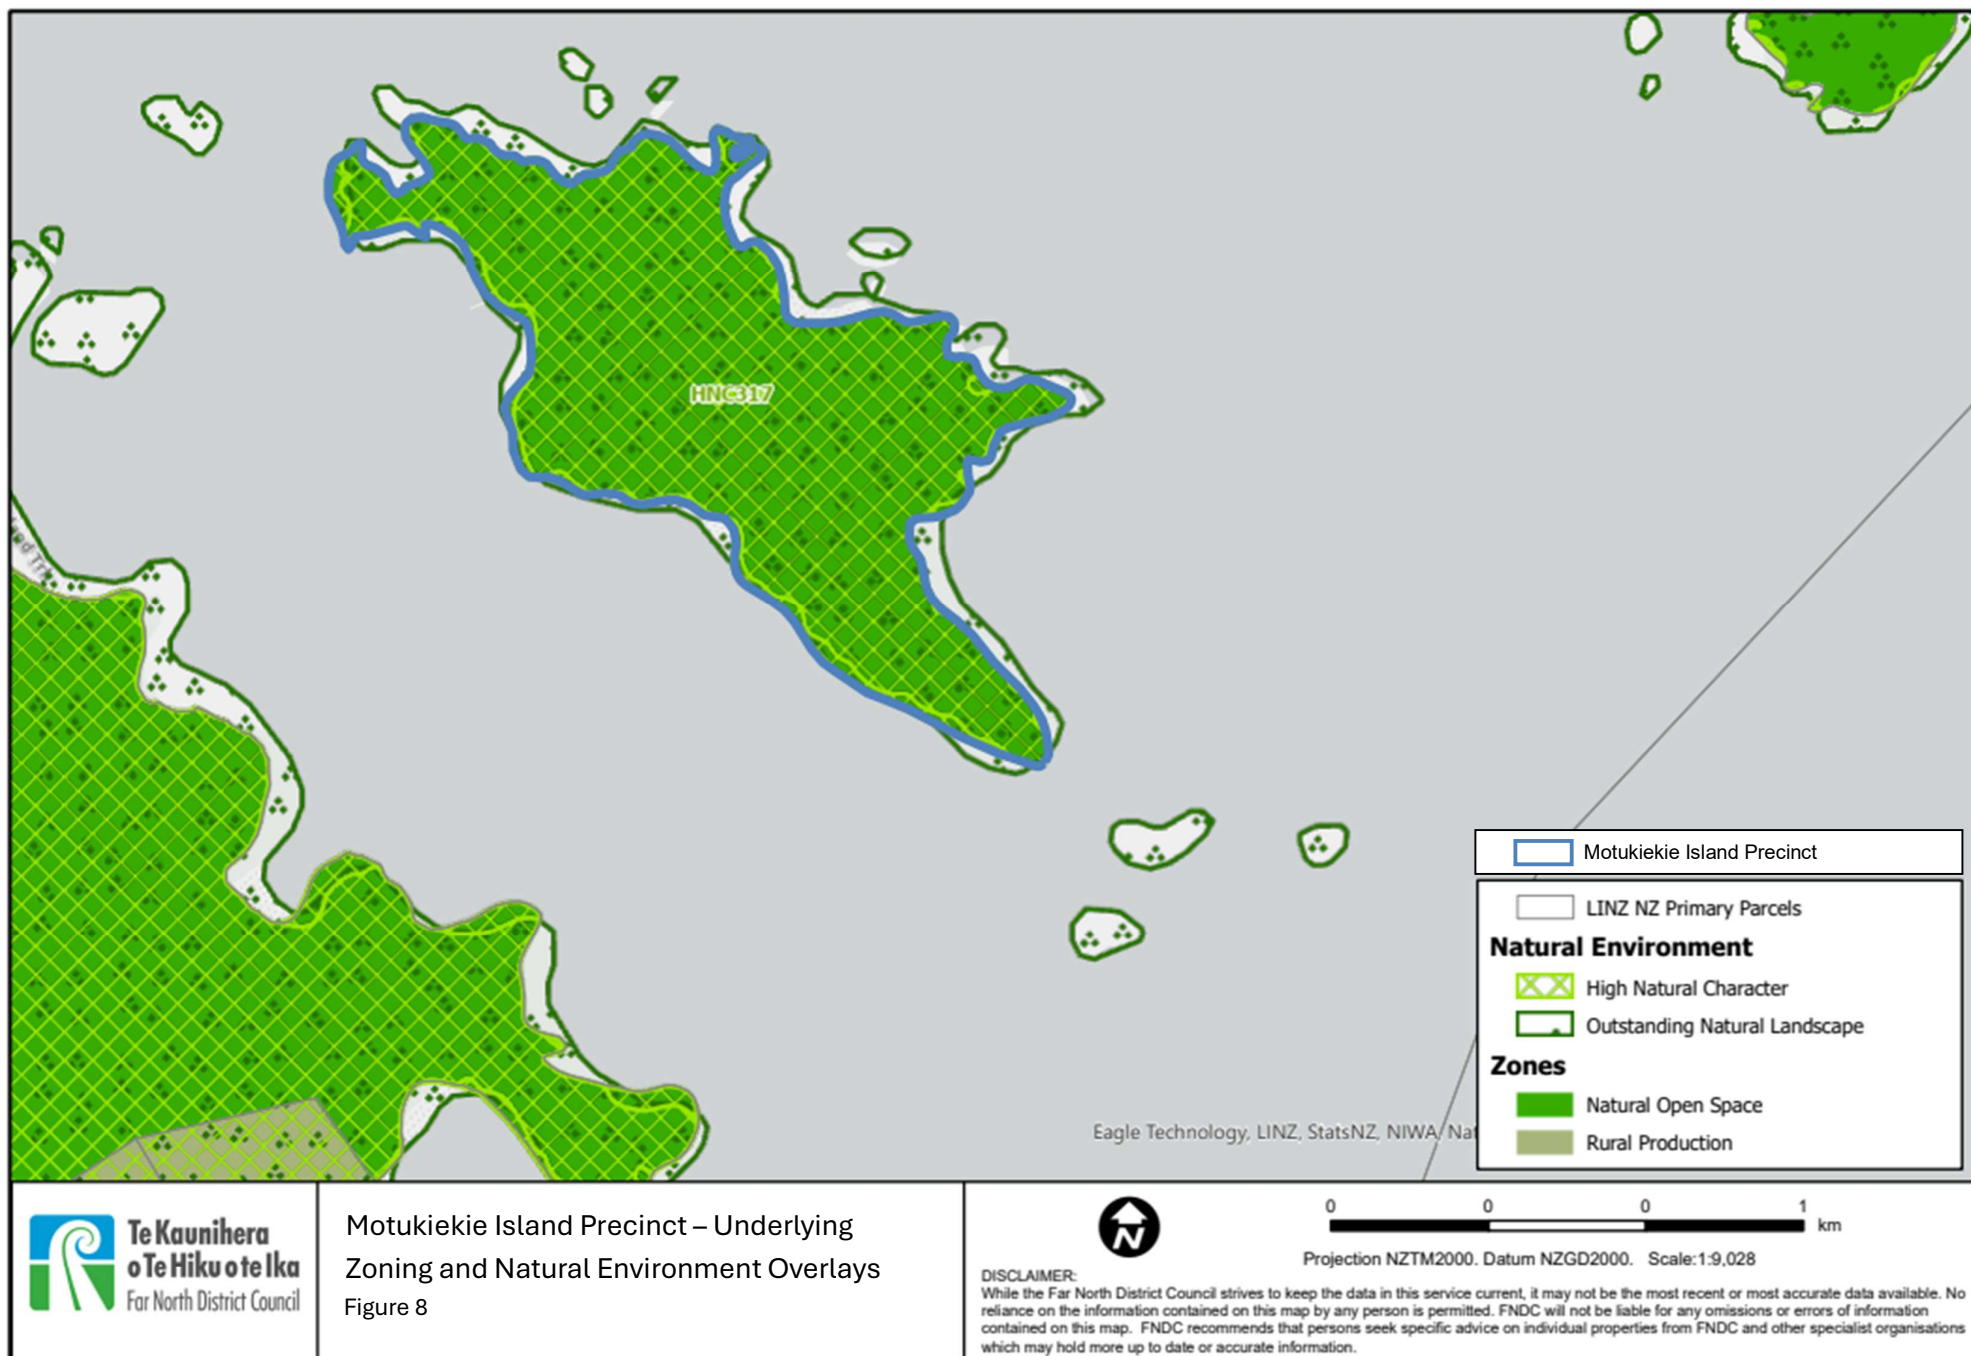 HNC317
Motukiekie Island Precinct
LINZ NZ Primary Parcels
Natural Environment
High Natural Character
Outstanding Natural Landscape
Zones
Natural Open Space
Rural Production
Eagle Technology, LINZ, StatsNZ, NIWA, Nat
Te Kaunihera
o Te Hiku o te Ika
Far North District Council
Motukiekie Island Precinct – Underlying
Zoning and Natural Environment Overlays
Figure 8
N
0 0 0 1
km
Projection NZTM2000. Datum NZGD2000. Scale:1:9,028
DISCLAIMER:
While the Far North District Council strives to keep the data in this service current, it may not be the most recent or most accurate data available. No
reliance on the information contained on this map by any person is permitted. FNDC will not be liable for any omissions or errors of information
contained on this map. FNDC recommends that persons seek specific advice on individual properties from FNDC and other specialist organisations
which may hold more up to date or accurate information.